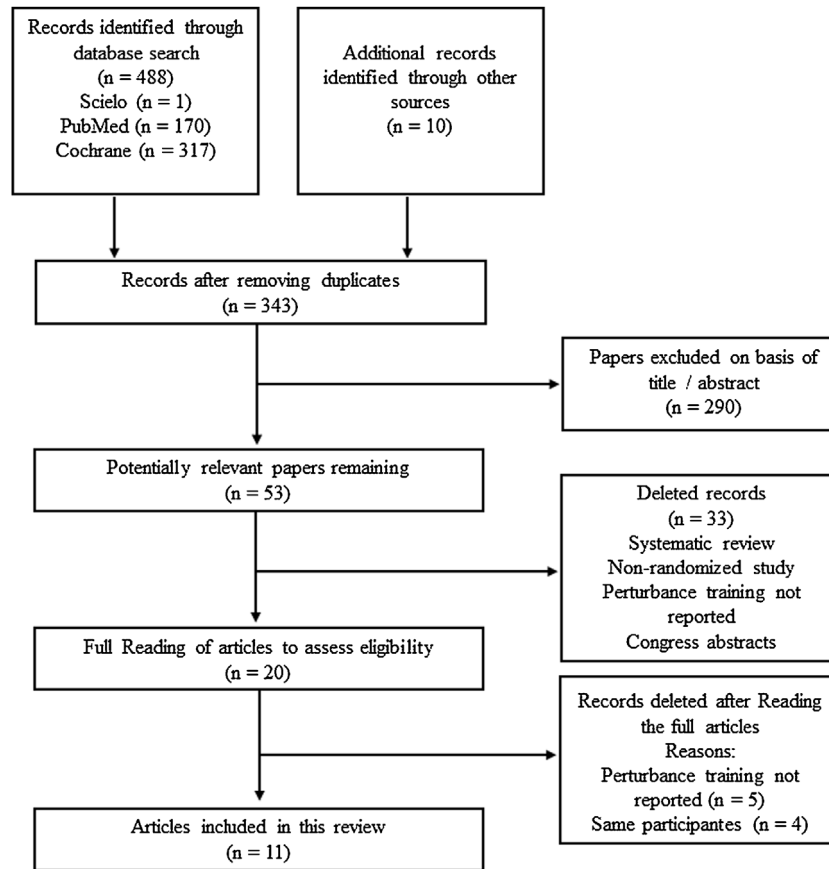 Records identified through
database search
(n = 488)
Scielo (n = 1)
PubMed (n = 170)
Cochrane (n = 317)
Additional records
identified through other
sources
(n = 10)
Records after removing duplicates
(n = 343)
Papers excluded on basis of
title / abstract
(n = 290)
Potentially relevant papers remaining
(n = 53)
Deleted records
(n = 33)
Systematic review
Non-randomized study
Perturbance training not
reported
Congress abstracts
Full Reading of articles to assess eligibility
(n = 20)
Records deleted after Reading
the full articles
Reasons:
Perturbance training not
reported (n = 5)
Same participantes (n = 4)
Articles included in this review
(n = 11)